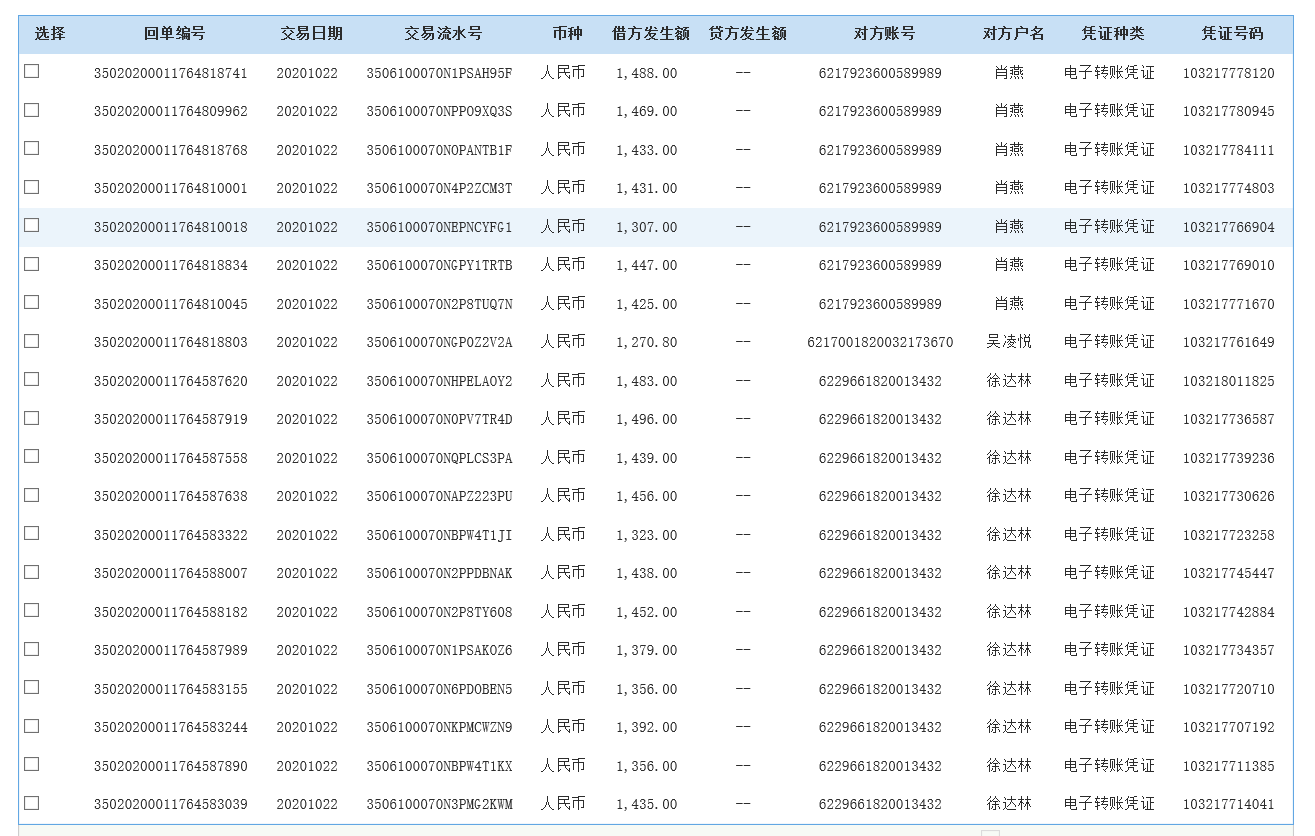 选择 回单编号 交易日期 交易流水号 币种 借方发生额 贷方发生额 对方账号 对方户名 凭证种类 凭证号码
35020200011764818741 20201022 3506100070N1PSAH95F 人民币 1,488.00 -- 6217923600589989 肖燕 电子转账凭证 103217778120
35020200011764809962 20201022 3506100070NPPO9XQ3S 人民币 1,469.00 -- 6217923600589989 肖燕 电子转账凭证 103217780945
35020200011764818768 20201022 3506100070NOPANTB1F 人民币 1,433.00 -- 6217923600589989 肖燕 电子转账凭证 103217784111
35020200011764810001 20201022 3506100070N4P2ZCM3T 人民币 1,431.00 -- 6217923600589989 肖燕 电子转账凭证 103217774803
35020200011764810018 20201022 3506100070NEPNCYFG1 人民币 1,307.00 -- 6217923600589989 肖燕 电子转账凭证 103217766904
35020200011764818834 20201022 3506100070NGPY1TRTB 人民币 1,447.00 -- 6217923600589989 肖燕 电子转账凭证 103217769010
35020200011764810045 20201022 3506100070N2P8TUQ7N 人民币 1,425.00 -- 6217923600589989 肖燕 电子转账凭证 103217771670
35020200011764818803 20201022 3506100070NGPOZ2V2A 人民币 1,270.80 -- 6217001820032173670 吴凌悦 电子转账凭证 103217761649
35020200011764587620 20201022 3506100070NHPELAOY2 人民币 1,483.00 -- 6229661820013432 徐达林 电子转账凭证 103218011825
35020200011764587919 20201022 3506100070NOPV7TR4D 人民币 1,496.00 -- 6229661820013432 徐达林 电子转账凭证 103217736587
35020200011764587558 20201022 3506100070NQPLCS3PA 人民币 1,439.00 -- 6229661820013432 徐达林 电子转账凭证 103217739236
35020200011764587638 20201022 3506100070NAPZ223PU 人民币 1,456.00 -- 6229661820013432 徐达林 电子转账凭证 103217730626
35020200011764583322 20201022 3506100070NBPW4T1JI 人民币 1,323.00 -- 6229661820013432 徐达林 电子转账凭证 103217723258
35020200011764588007 20201022 3506100070N2PPDBNAK 人民币 1,438.00 -- 6229661820013432 徐达林 电子转账凭证 103217745447
35020200011764588182 20201022 3506100070N2P8TY608 人民币 1,452.00 -- 6229661820013432 徐达林 电子转账凭证 103217742884
35020200011764587989 20201022 3506100070N1PSAKOZ6 人民币 1,379.00 -- 6229661820013432 徐达林 电子转账凭证 103217734357
35020200011764583155 20201022 3506100070N6PDOBEN5 人民币 1,356.00 -- 6229661820013432 徐达林 电子转账凭证 103217720710
35020200011764583244 20201022 3506100070NKPMCWZN9 人民币 1,392.00 -- 6229661820013432 徐达林 电子转账凭证 103217707192
35020200011764587890 20201022 3506100070NBPW4T1KX 人民币 1,356.00 -- 6229661820013432 徐达林 电子转账凭证 103217711385
35020200011764583039 20201022 3506100070N3PMG2KWM 人民币 1,435.00 -- 6229661820013432 徐达林 电子转账凭证 103217714041